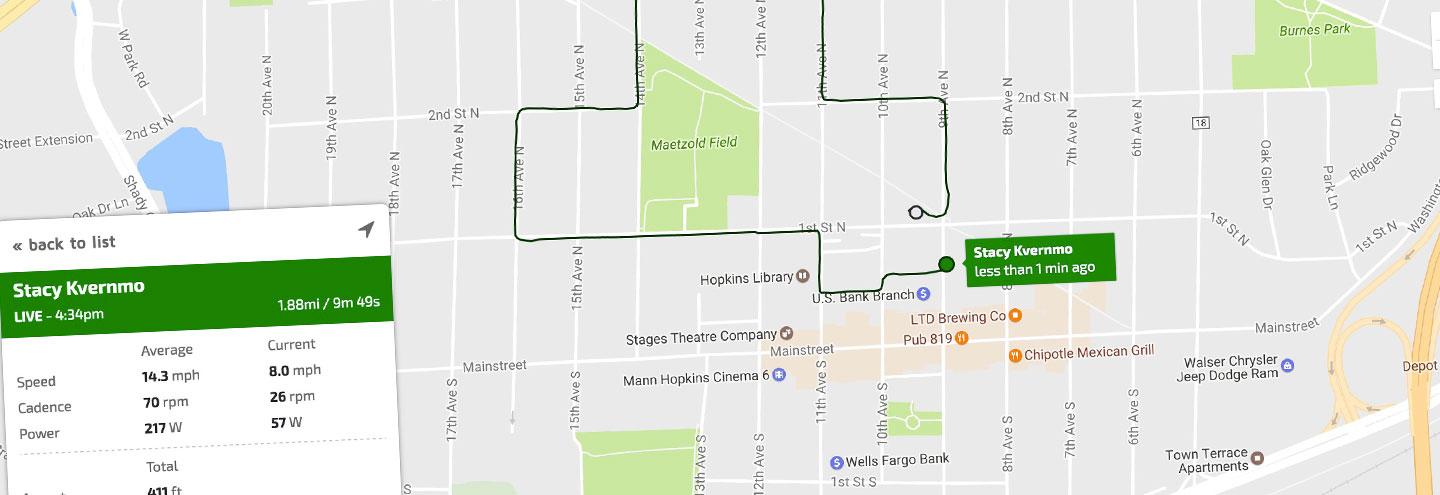 W Park Rd
20th Ave N
19th Ave N
18th Ave N
17th Ave N
16th Ave N
15th Ave N
14th Ave N
13th Ave N
12th Ave N
10th Ave N
9th Ave N
8th Ave N
7th Ave N
6th Ave N
Burnes Park
2nd St N
2nd St N
2nd St N
18
Street Extension
Maetzold Field
Oak Glen Dr
Park Ln
Ridgewood Dr
Shady
Oak Dr Ln
1st St N
1st St N
1st St N
« back to list
Stacy Kvernmo
LIVE - 4:34pm
1.88mi / 9m 49s
Average
Current
Speed
14.3 mph
8.0 mph
Cadence
70 rpm
26 rpm
Power
217 W
57 W
Total
411 ft
Stacy Kvernmo
less than 1 min ago
15th Ave N
Hopkins Library
U.S. Bank Branch
LTD Brewing Co
Pub 819
Stages Theatre Company
Mainstreet
Mainstreet
Mainstreet
Chipotle Mexican Grill
Mann Hopkins Cinema 6
Walser Chrysler
Jeep Dodge Ram
Depot
17th Ave S
15th Ave S
13th Ave S
12th Ave S
11th Ave S
10th Ave S
8th Ave S
7th Ave S
6th Ave S
Wells Fargo Bank
1st St S
Town Terrace
Apartments